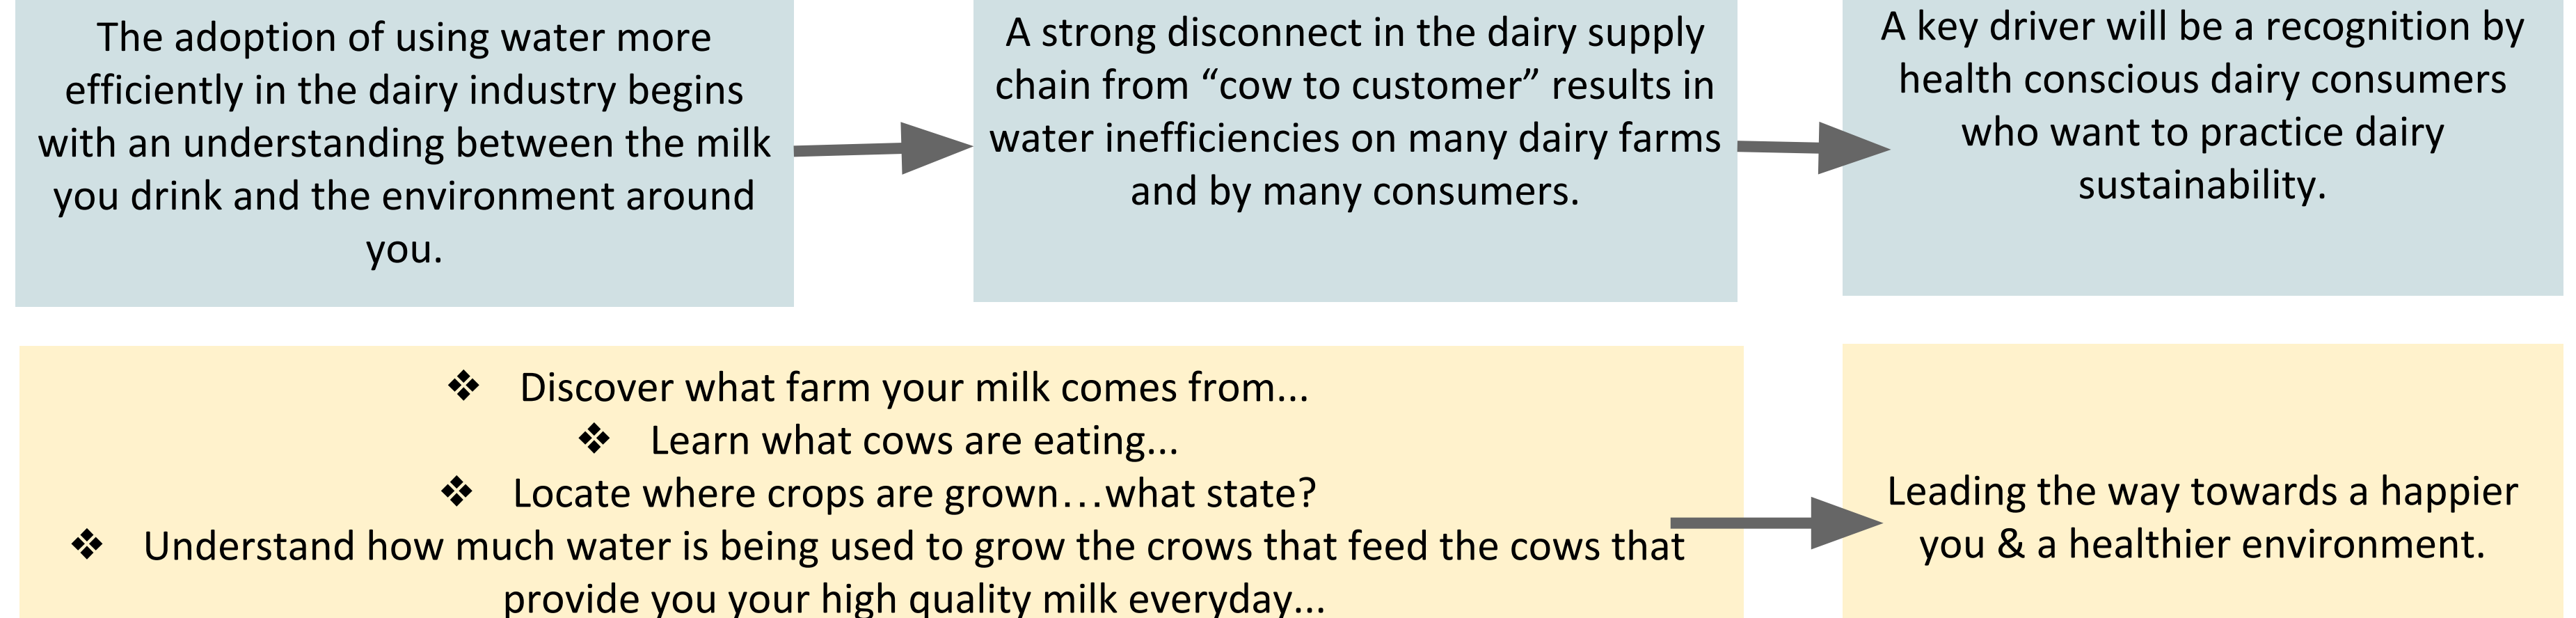 The adoption of using water more
efficiently in the dairy industry begins
with an understanding between the milk
you drink and the environment around
you.
A strong disconnect in the dairy supply
chain from “cow to customer” results in
water inefficiencies on many dairy farms
and by many consumers.
A key driver will be a recognition by
health conscious dairy consumers
who want to practice dairy
sustainability.
❖ Discover what farm your milk comes from...
❖ Learn what cows are eating...
❖ Locate where crops are grown…what state?
❖ Understand how much water is being used to grow the crows that feed the cows that
provide you your high quality milk everyday...
Leading the way towards a happier
you & a healthier environment.